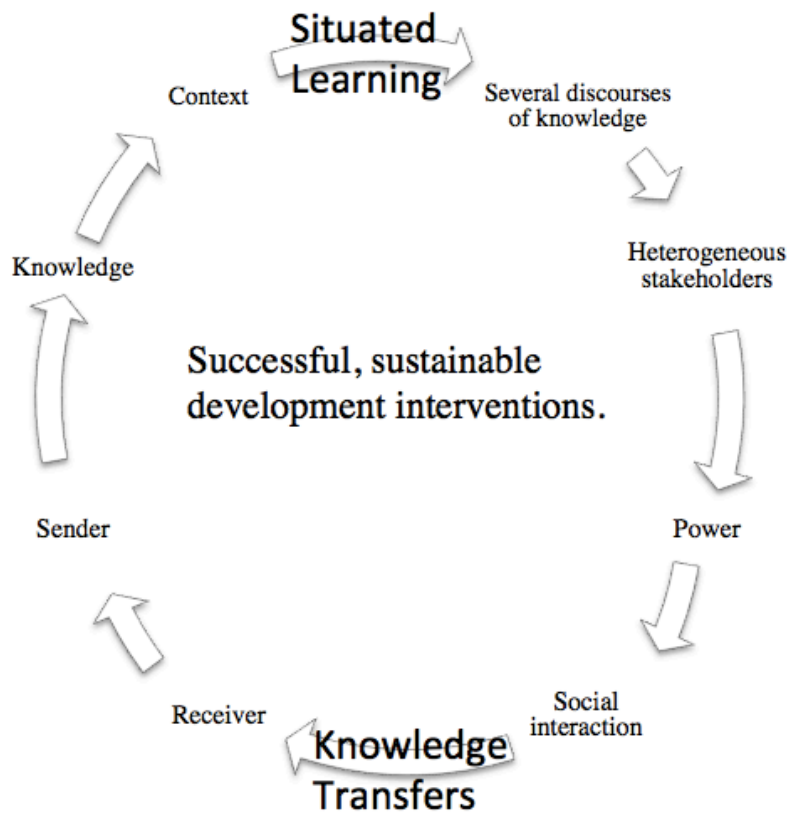 Situated
Learning
Context
Several discourses
of knowledge
Heterogeneous
stakeholders
Knowledge
Successful, sustainable
development interventions.
Sender
Power
Receiver
Social
interaction
Knowledge
Transfers